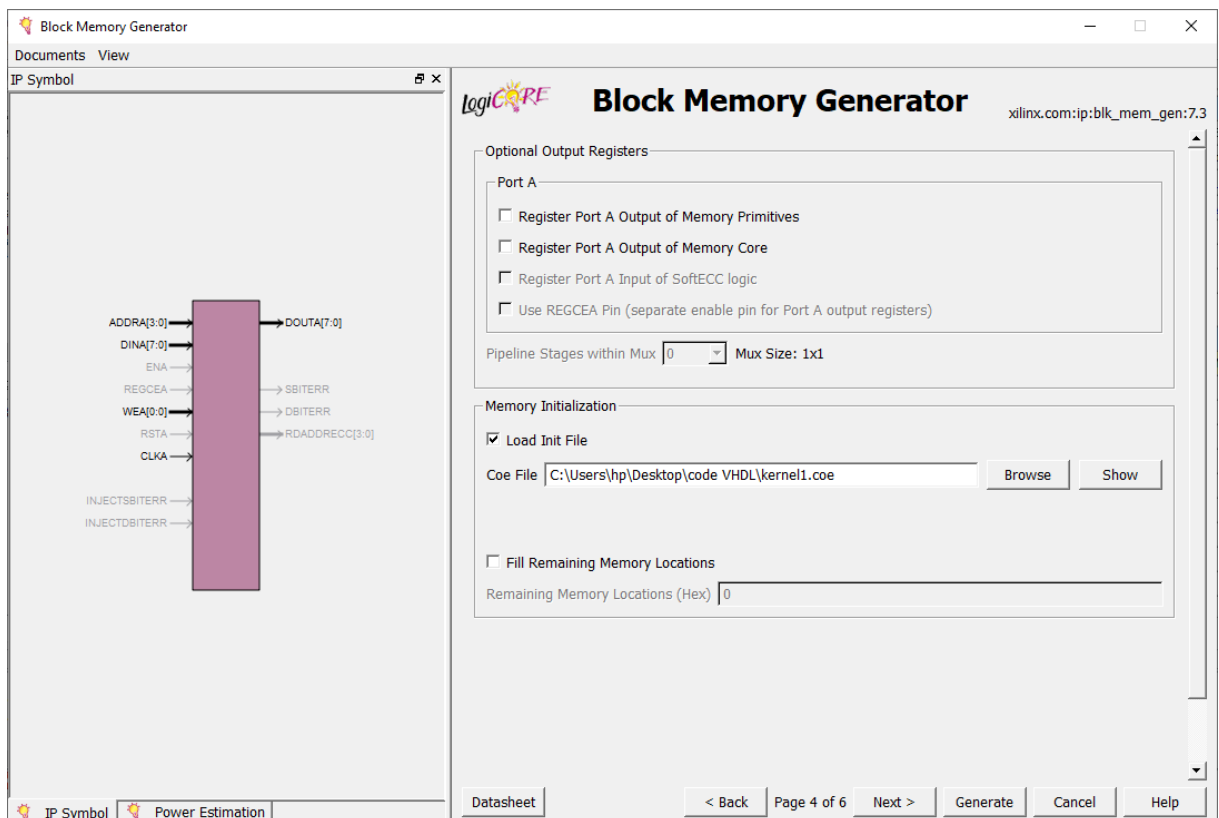 Block Memory Generator
Documents View
IP Symbol
LogiCORE Block Memory Generator xilinx.com:ip:blk_mem_gen:7.3
Optional Output Registers
Port A
Register Port A Output of Memory Primitives
Register Port A Output of Memory Core
Register Port A Input of SoftECC logic
Use REGCEA Pin (separate enable pin for Port A output registers)
Pipeline Stages within Mux 0 Mux Size: 1x1
Memory Initialization
Load Init File
Coe File C:\Users\hp\Desktop\code VHDL\kernel1.coe Browse Show
Fill Remaining Memory Locations
Remaining Memory Locations (Hex) 0
ADDRA[3:0] DOUTA[7:0]
DINA[7:0]
ENA
REGCEA SBITERR
WEA[0:0] DBITERR
RSTA RDADDRECC[3:0]
CLKA
INJECTSBITERR
INJECTDBITERR
IP Symbol Power Estimation
Datasheet < Back Page 4 of 6 Next > Generate Cancel Help